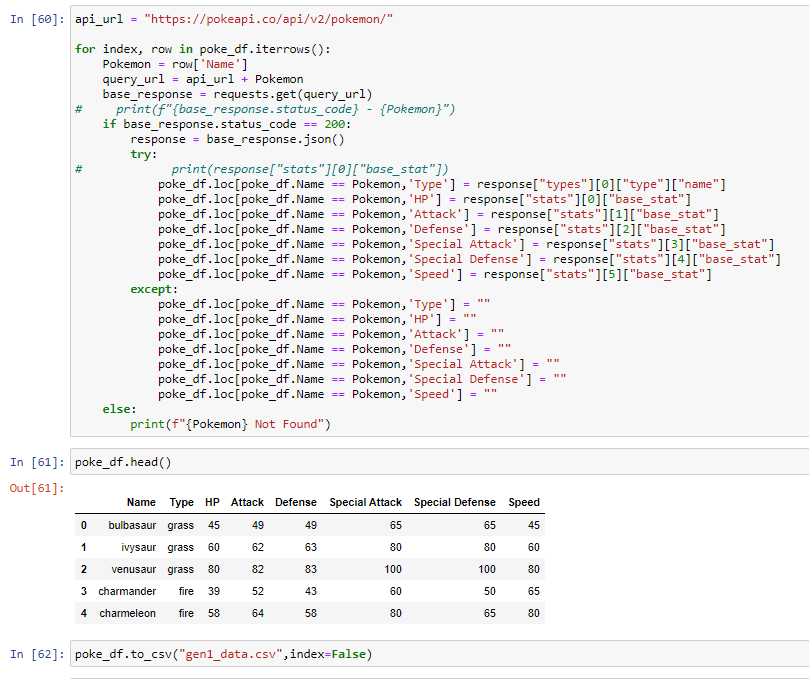 In [60]: api_url = "https://pokeapi.co/api/v2/pokemon/"

for index, row in poke_df.iterrows():
    Pokemon = row['Name']
    query_url = api_url + Pokemon
    base_response = requests.get(query_url)
#     print(f"{base_response.status_code} - {Pokemon}")
    if base_response.status_code == 200:
        response = base_response.json()
        try:
#             print(response["stats"][0]["base_stat"])
            poke_df.loc[poke_df.Name == Pokemon,'Type'] = response["types"][0]["type"]["name"]
            poke_df.loc[poke_df.Name == Pokemon,'HP'] = response["stats"][0]["base_stat"]
            poke_df.loc[poke_df.Name == Pokemon,'Attack'] = response["stats"][1]["base_stat"]
            poke_df.loc[poke_df.Name == Pokemon,'Defense'] = response["stats"][2]["base_stat"]
            poke_df.loc[poke_df.Name == Pokemon,'Special Attack'] = response["stats"][3]["base_stat"]
            poke_df.loc[poke_df.Name == Pokemon,'Special Defense'] = response["stats"][4]["base_stat"]
            poke_df.loc[poke_df.Name == Pokemon,'Speed'] = response["stats"][5]["base_stat"]
        except:
            poke_df.loc[poke_df.Name == Pokemon,'Type'] = ""
            poke_df.loc[poke_df.Name == Pokemon,'HP'] = ""
            poke_df.loc[poke_df.Name == Pokemon,'Attack'] = ""
            poke_df.loc[poke_df.Name == Pokemon,'Defense'] = ""
            poke_df.loc[poke_df.Name == Pokemon,'Special Attack'] = ""
            poke_df.loc[poke_df.Name == Pokemon,'Special Defense'] = ""
            poke_df.loc[poke_df.Name == Pokemon,'Speed'] = ""
    else:
        print(f"{Pokemon} Not Found")
In [61]: poke_df.head()
Out[61]:
Name Type HP Attack Defense Special Attack Special Defense Speed
0 bulbasaur grass 45 49 49 65 65 45
1 ivysaur grass 60 62 63 80 80 60
2 venusaur grass 80 82 83 100 100 80
3 charmander fire 39 52 43 60 50 65
4 charmeleon fire 58 64 58 80 65 80
In [62]: poke_df.to_csv("gen1_data.csv",index=False)